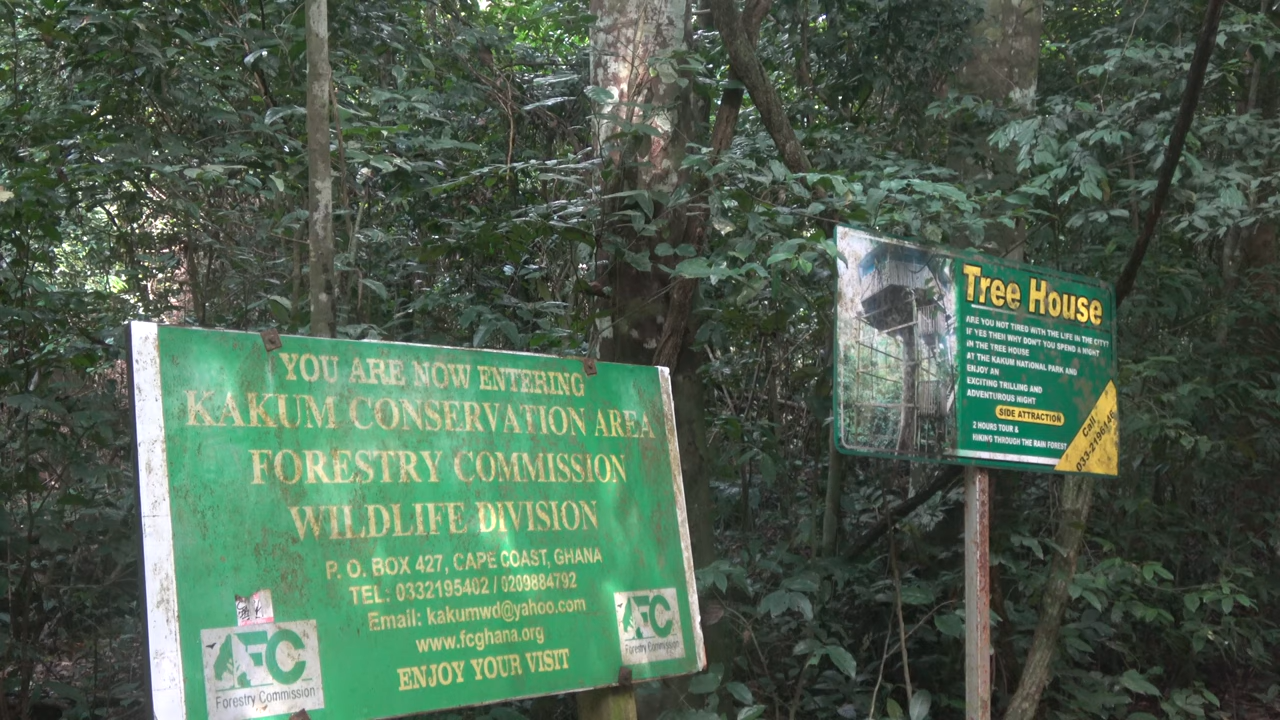 YOU ARE NOW ENTERING
KAKUM CONSERVATION AREA
FORESTRY COMMISSION
WILDLIFE DIVISION
P. O. BOX 427, CAPE COAST, GHANA
TEL: 0332195402 / 0209884792
Email: kakumwd@yahoo.com
www.fcghana.org
ENJOY YOUR VISIT
FC
Forestry Commission
FC
Forestry Commission
Tree House
ARE YOU NOT TIRED WITH THE LIFE IN THE CITY?
IF YES THEN WHY DON'T YOU SPEND A NIGHT
IN THE TREE HOUSE
AT THE KAKUM NATIONAL PARK AND
ENJOY AN
EXCITING TRILLING AND
ADVENTUROUS NIGHT
SIDE ATTRACTION
2 HOURS TOUR &
HIKING THROUGH THE RAIN FOREST
Call:
033-2196146